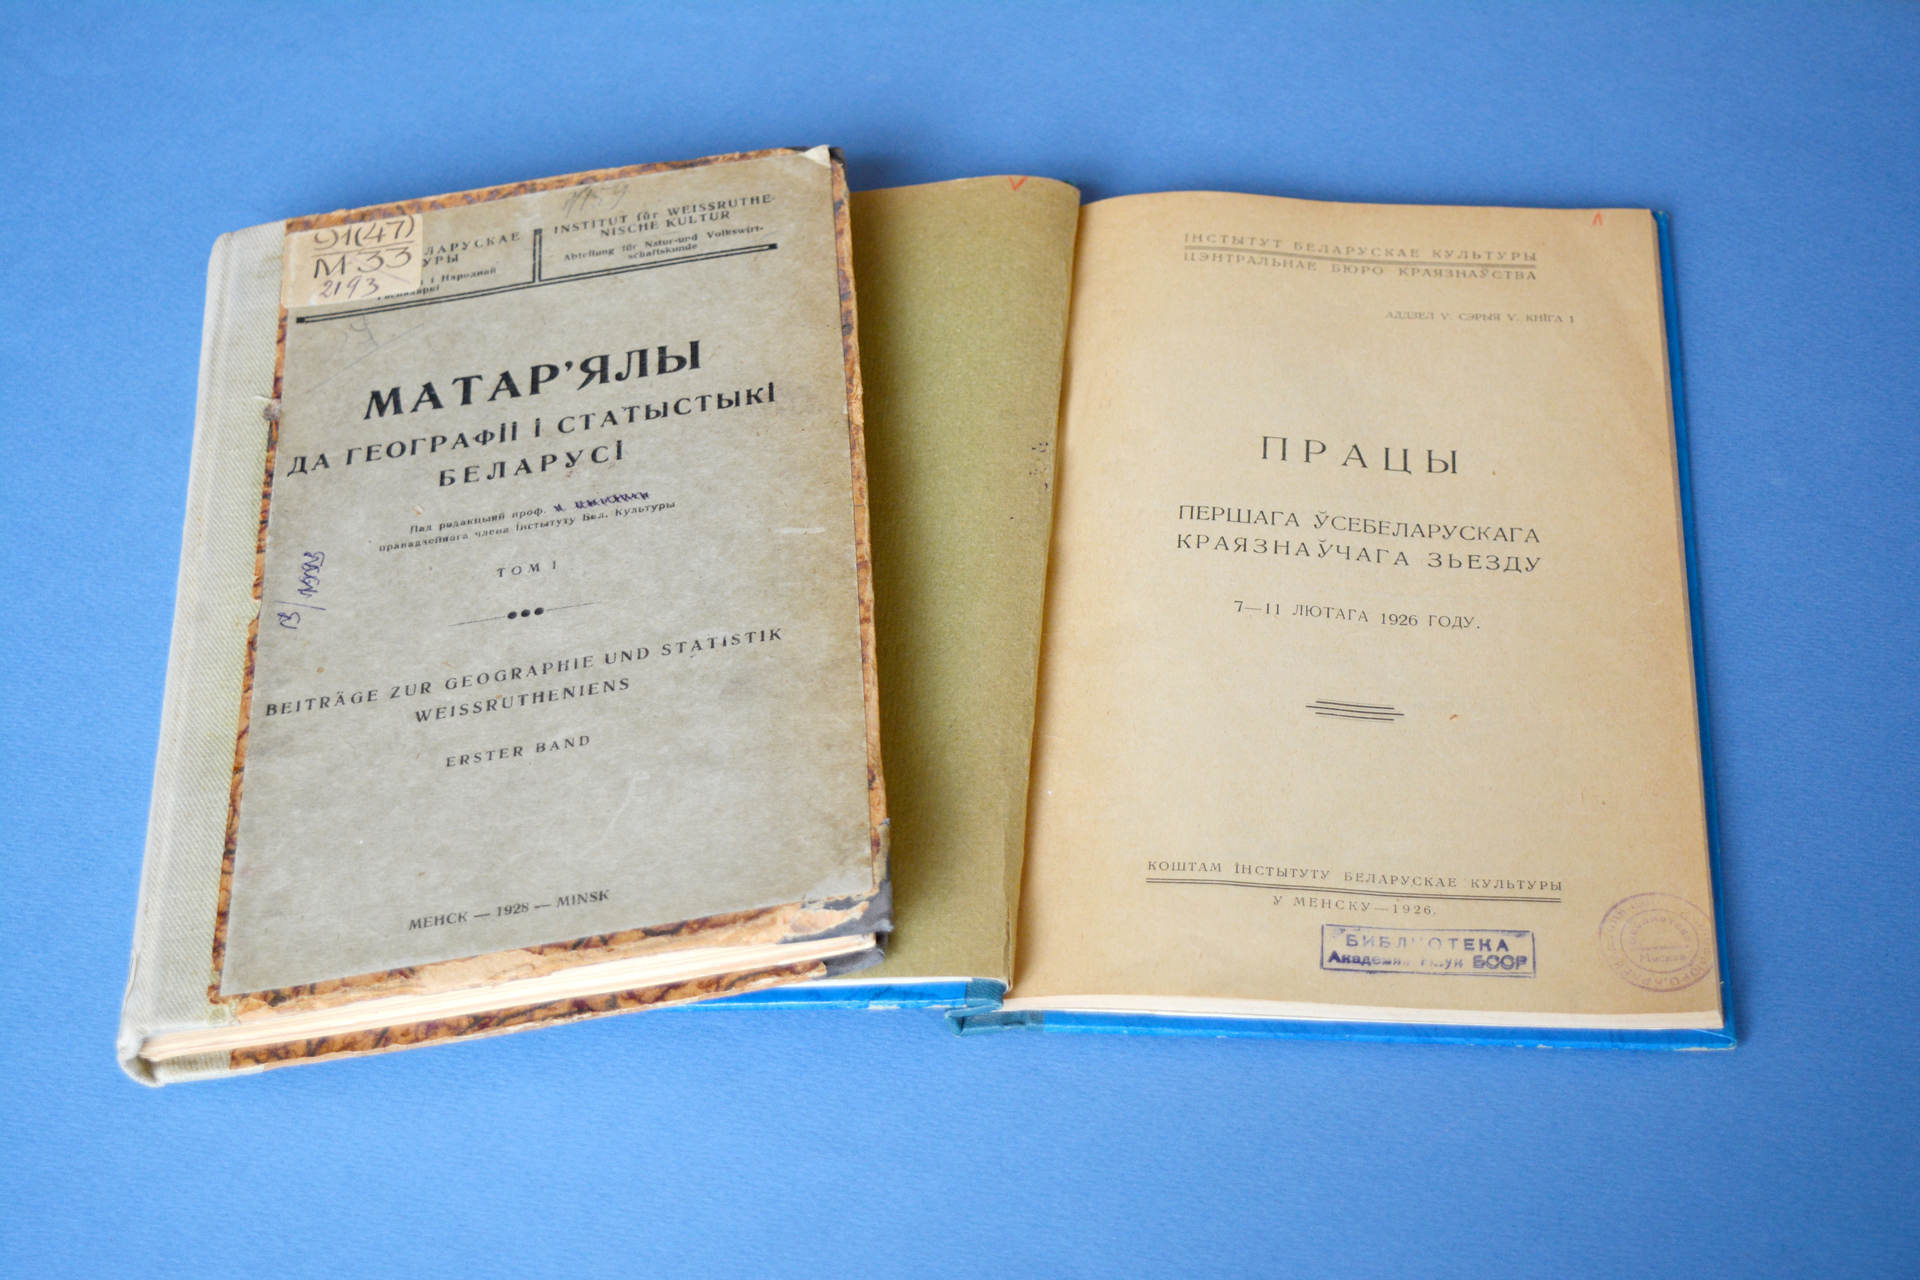 91(47)
М-33
2193
ЛАРУСКАЕ
УРЫ
і Народнай
INSTITUT für WEISSRUTHE-
NISCHE KULTUR
Abteilung für Natur-und Volkswirt-
schaftskunde
МАТАР’ЯЛЫ
ДА ГЕОГРАФІІ І СТАТЫСТЫКІ
БЕЛАРУСІ
Пад рэдакцыяй проф.
праўдзейнага члена Інстытуту Бел. Культуры
ТОМ І
BEITRÄGE ZUR GEOGRAPHIE UND STATISTIK
WEISSRUTHENIENS
ERSTER BAND
МЕНСК — 1928 — MINSK
ІНСТЫТУТ БЕЛАРУСКАЕ КУЛЬТУРЫ
ЦЭНТРАЛЬНАЕ БЮРО КРАЯЗНАЎСТВА
АДДЗЕЛ V. СЭРЫЯ V. КНІГА 1
ПРАЦЫ
ПЕРШАГА ЎСЕБЕЛАРУСКАГА
КРАЯЗНАЎЧАГА ЗЬЕЗДУ
7—11 ЛЮТАГА 1926 ГОДУ.
КОШТАМ ІНСТЫТУТУ БЕЛАРУСКАЕ КУЛЬТУРЫ
У МЕНСКУ—1926.
БИБЛИОТЕКА
Академии Наук БССР
Москва